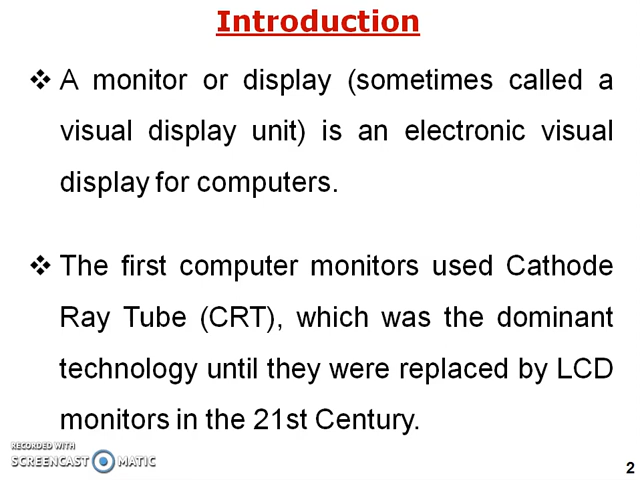 Introduction
❖ A monitor or display (sometimes called a
visual display unit) is an electronic visual
display for computers.
❖ The first computer monitors used Cathode
Ray Tube (CRT), which was the dominant
technology until they were replaced by LCD
monitors in the 21st Century.
RECORDED WITH
SCREENCAST MATIC
2